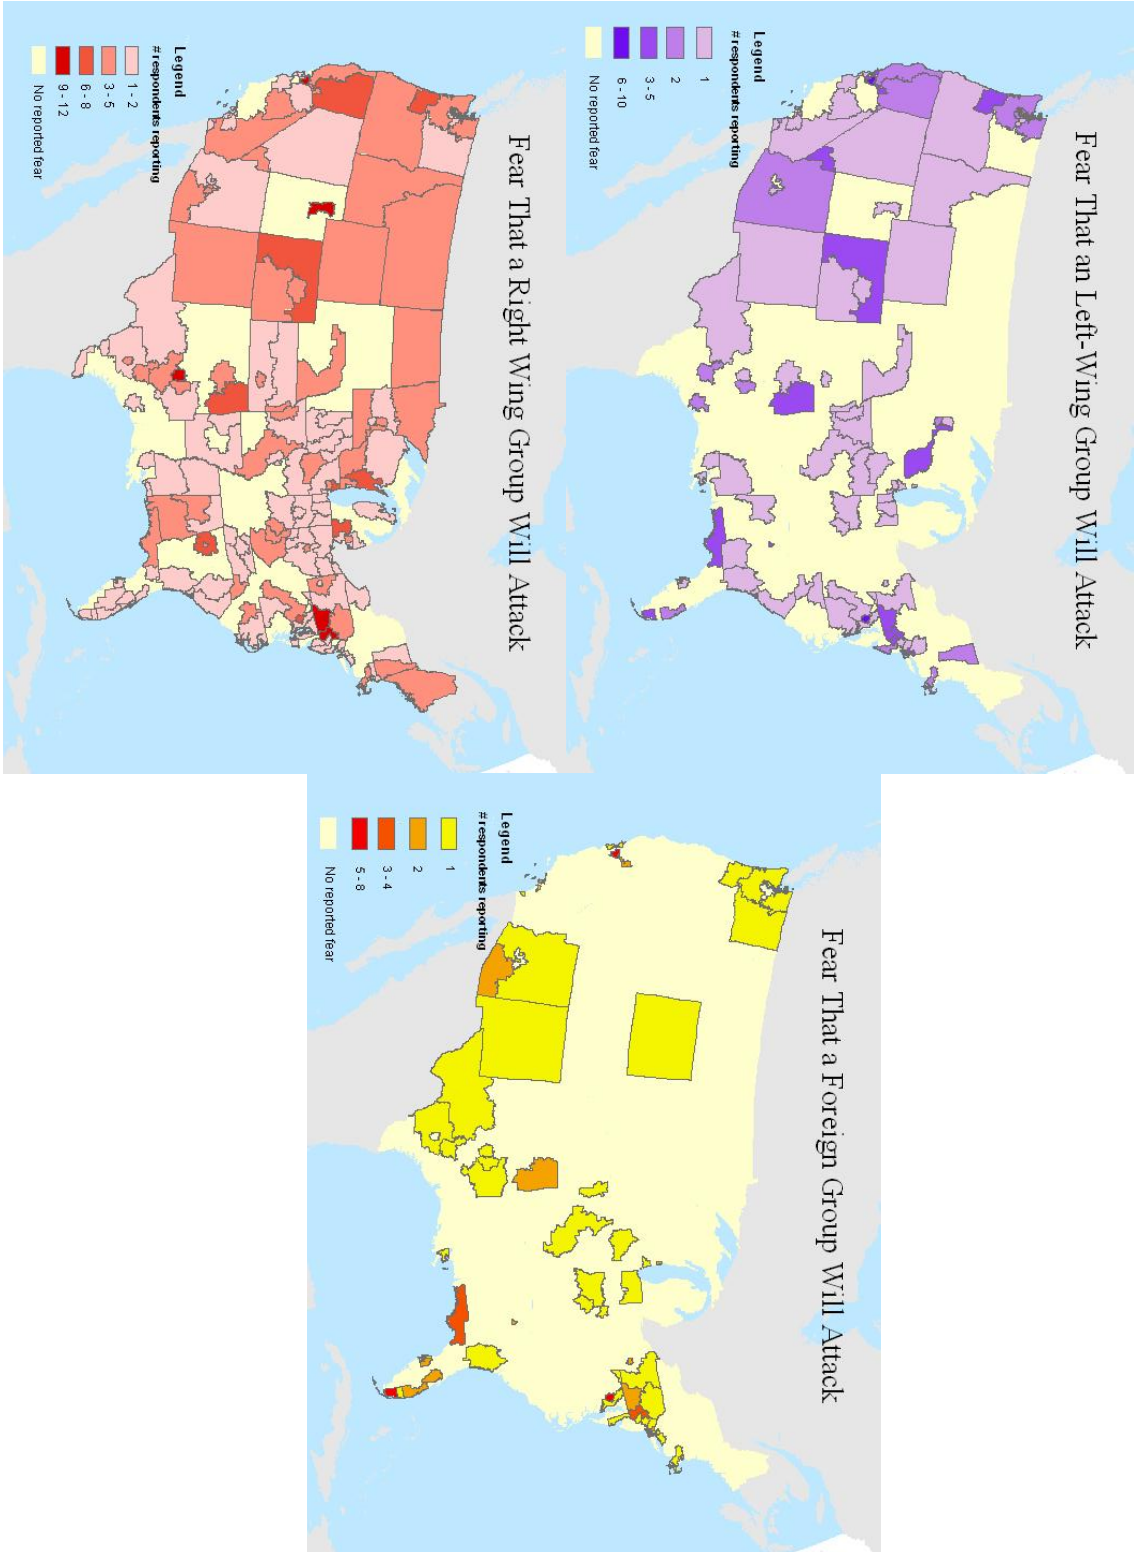 Fear That a Right Wing Group Will Attack
Legend
# respondents reporting
1 - 2
3 - 5
6 - 8
9 - 12
No reported fear
Fear That an Left-Wing Group Will Attack
Legend
# respondents reporting
1
2
3 - 5
6 - 10
No reported fear
Fear That a Foreign Group Will Attack
Legend
# respondents reporting
1
2
3 - 4
5 - 8
No reported fear